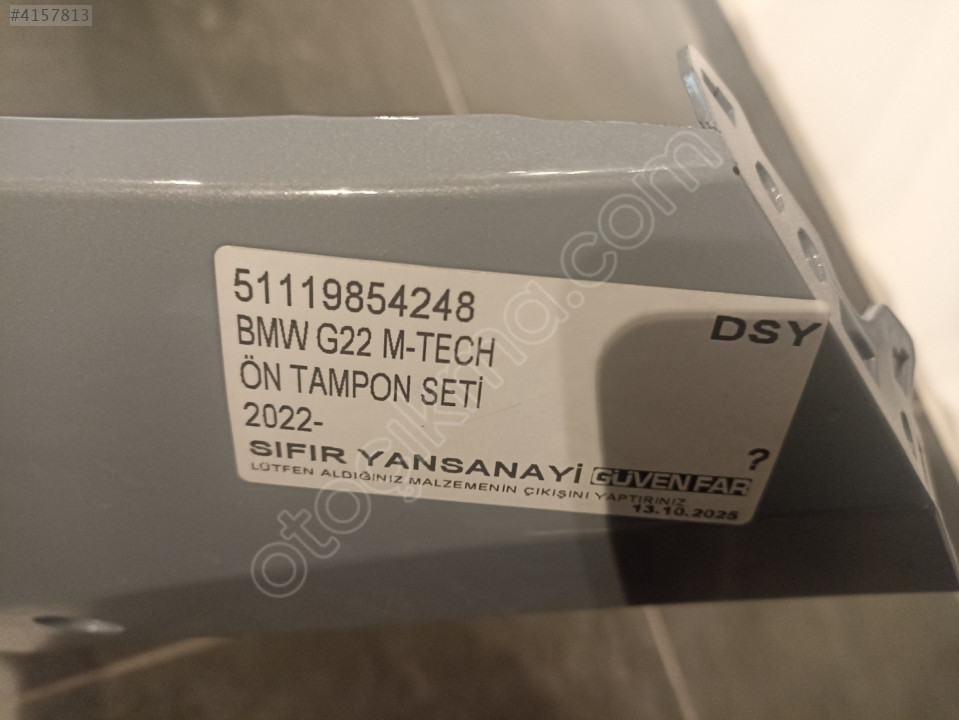 #4157813
51119854248
DSY
BMW G22 M-TECH
ÖN TAMPON SETİ
2022-
?
SIFIR YANSANAYİ GÜVEN FAR
LÜTFEN ALDIĞINIZ MALZEMENİN ÇIKIŞINI YAPTIRINIZ
13.10.2025
otoçıkma.com